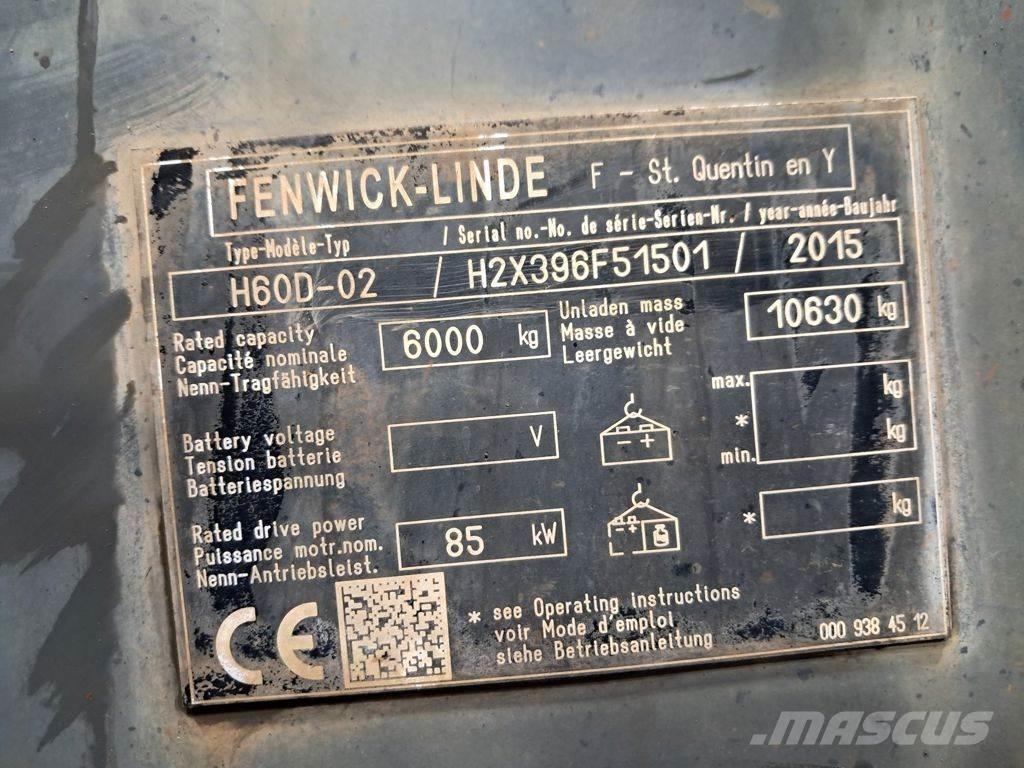 FENWICK-LINDE F - St. Quentin en Y
Type-Modèle-Typ / Serial no.-No. de série-Serien-Nr. / year-année-Baujahr
H60D-02 / H2X396F51501 / 2015
Rated capacity
Capacité nominale
Nenn-Tragfähigkeit
6000 kg
Unladen mass
Masse à vide
Leergewicht
10630 kg
Battery voltage
Tension batterie
Batteriespannung
V
- +
max. kg
*
min. kg
Rated drive power
Puissance motr.nom.
Nenn-Antriebsleist.
85 kW
- +
* kg
CE
* see Operating instructions
voir Mode d'emploi
siehe Betriebsanleitung
000 938 45 12
MASCUS